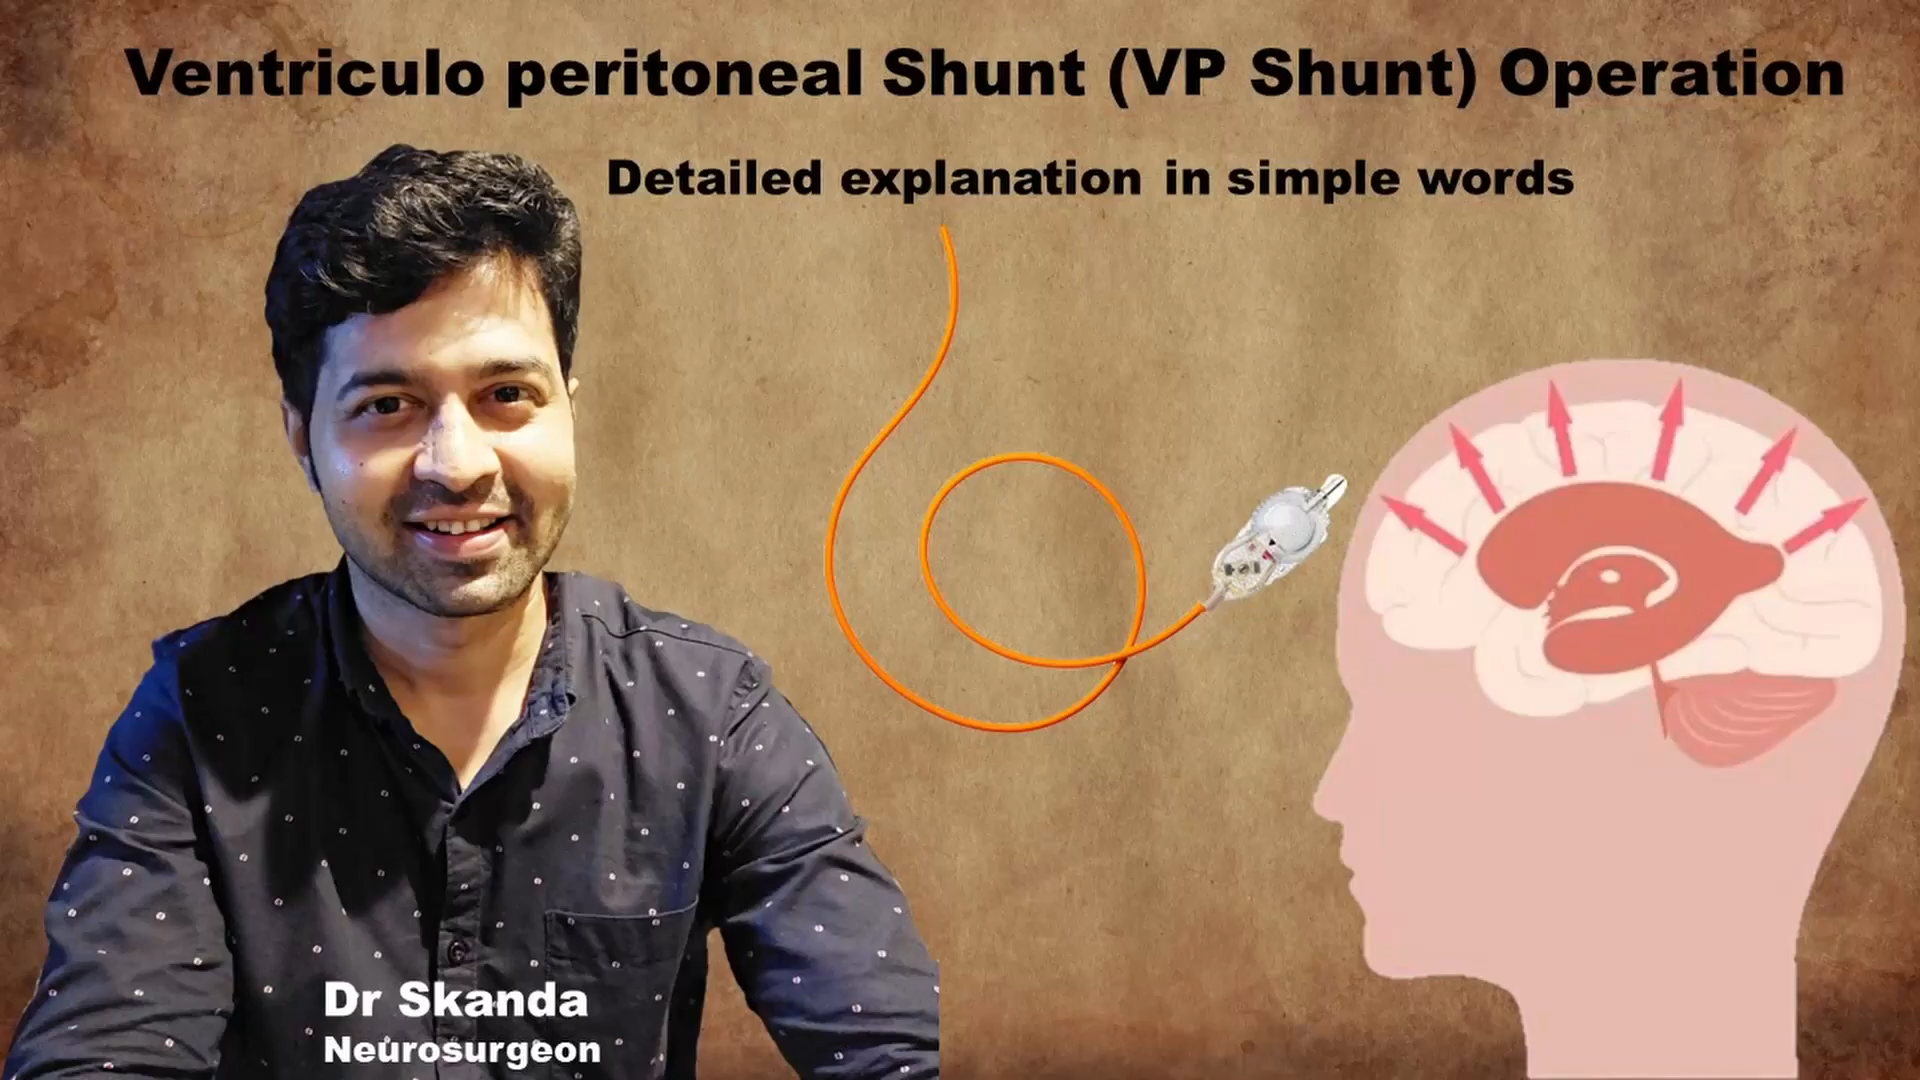 Ventriculo peritoneal Shunt (VP Shunt) Operation
Detailed explanation in simple words
Dr Skanda
Neurosurgeon